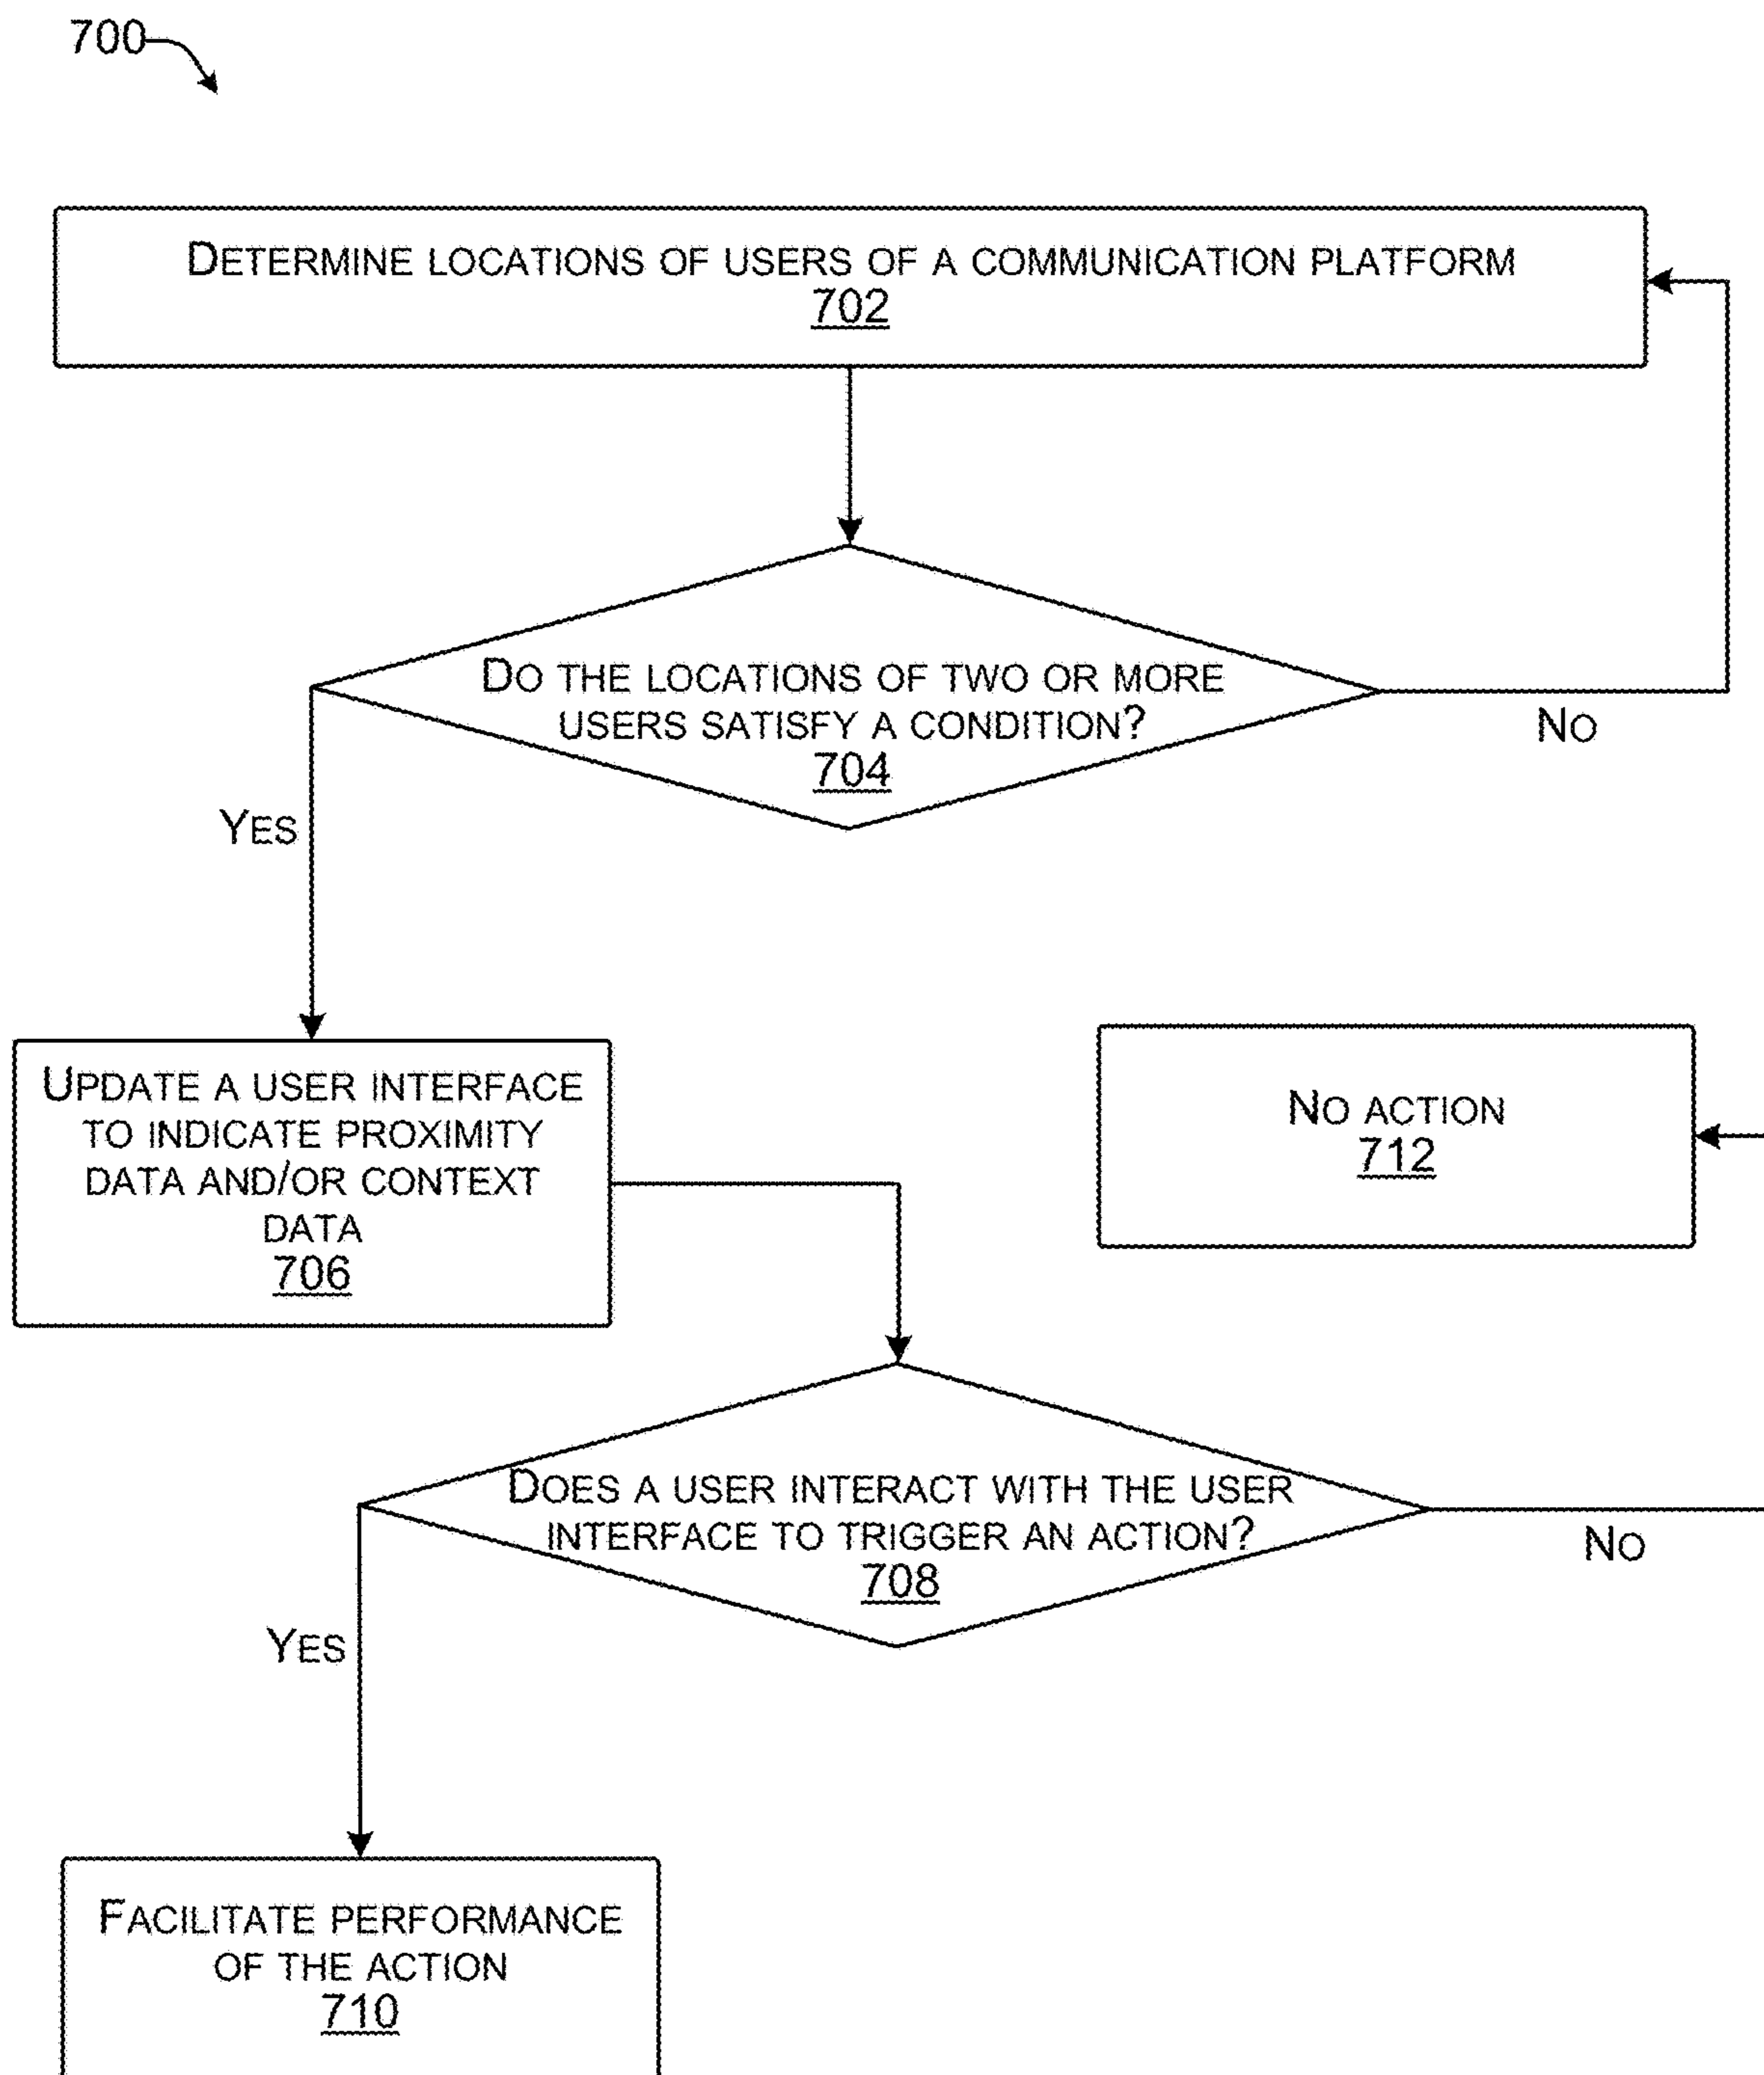 700
DETERMINE LOCATIONS OF USERS OF A COMMUNICATION PLATFORM
702
DO THE LOCATIONS OF TWO OR MORE
USERS SATISFY A CONDITION?
704
NO
YES
UPDATE A USER INTERFACE
TO INDICATE PROXIMITY
DATA AND/OR CONTEXT
DATA
706
NO ACTION
712
DOES A USER INTERACT WITH THE USER
INTERFACE TO TRIGGER AN ACTION?
708
NO
YES
FACILITATE PERFORMANCE
OF THE ACTION
710